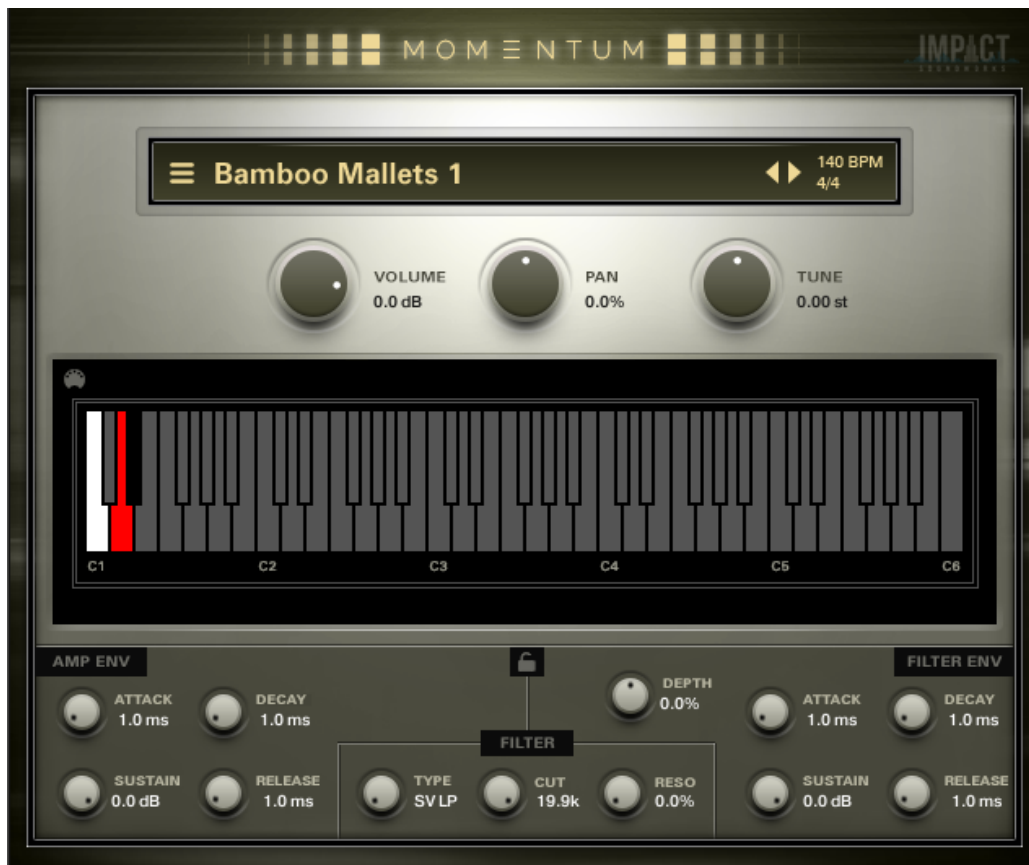 MOMENTUM
IMPACT
SOUNDWORKS
Bamboo Mallets 1
140 BPM
4/4
VOLUME
0.0 dB
PAN
0.0%
TUNE
0.00 st
C1 C2 C3 C4 C5 C6
AMP ENV
FILTER ENV
ATTACK
1.0 ms
DECAY
1.0 ms
DEPTH
0.0%
ATTACK
1.0 ms
DECAY
1.0 ms
FILTER
SUSTAIN
0.0 dB
RELEASE
1.0 ms
TYPE
SV LP
CUT
19.9k
RESO
0.0%
SUSTAIN
0.0 dB
RELEASE
1.0 ms